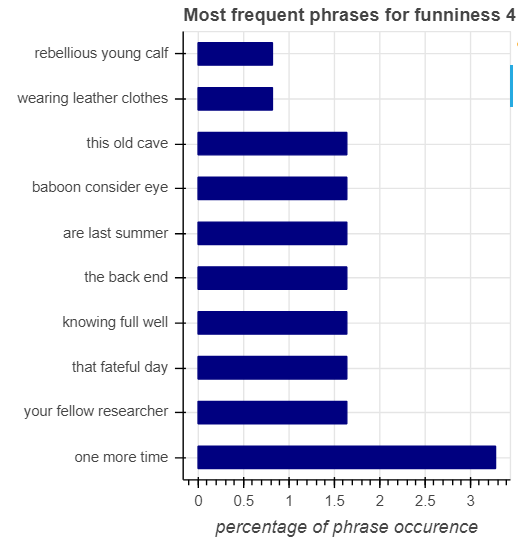 Most frequent phrases for funniness 4
rebellious young calf
wearing leather clothes
this old cave
baboon consider eye
are last summer
the back end
knowing full well
that fateful day
your fellow researcher
one more time
0 0.5 1 1.5 2 2.5 3
percentage of phrase occurence